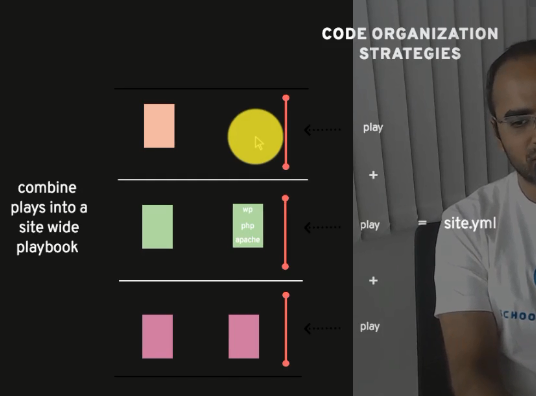 CODE ORGANIZATION
STRATEGIES
play
+
combine
plays into a
site wide
playbook
wp
php
apache
play = site.yml
+
play